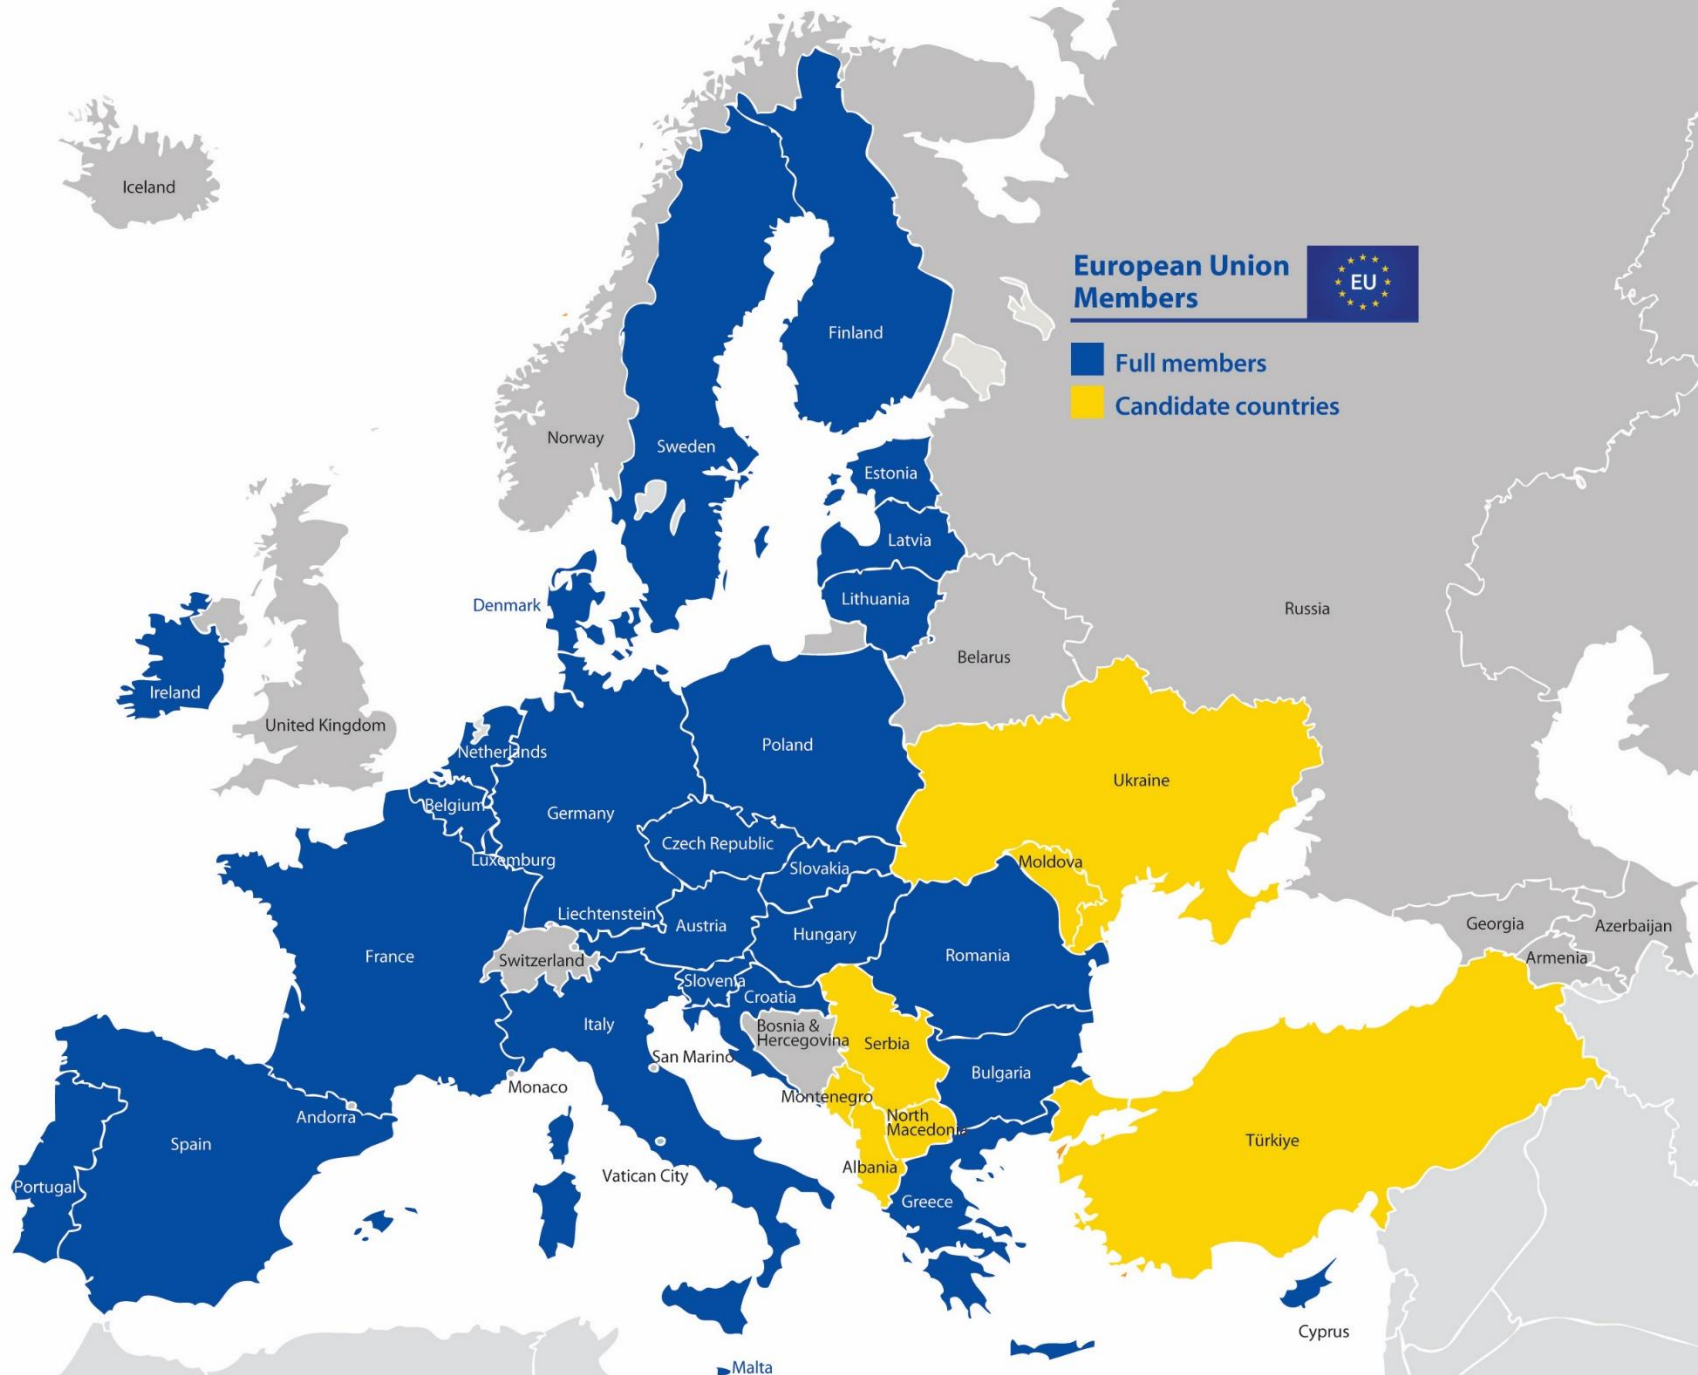 Iceland
European Union
Members
EU
Finland
Full members
Candidate countries
Norway
Sweden
Estonia
Latvia
Denmark
Lithuania
Russia
Belarus
Ireland
United Kingdom
Netherlands
Poland
Ukraine
Belgium
Germany
Czech Republic
Luxemburg
Slovakia
Moldova
Liechtenstein
Austria
Hungary
Georgia
Azerbaijan
France
Switzerland
Romania
Armenia
Slovenia
Croatia
Italy
Bosnia &
Hercegovina
Serbia
San Marino
Bulgaria
Monaco
Montenegro
Andorra
North
Macedonia
Spain
Türkiye
Albania
Vatican City
Portugal
Greece
Cyprus
Malta